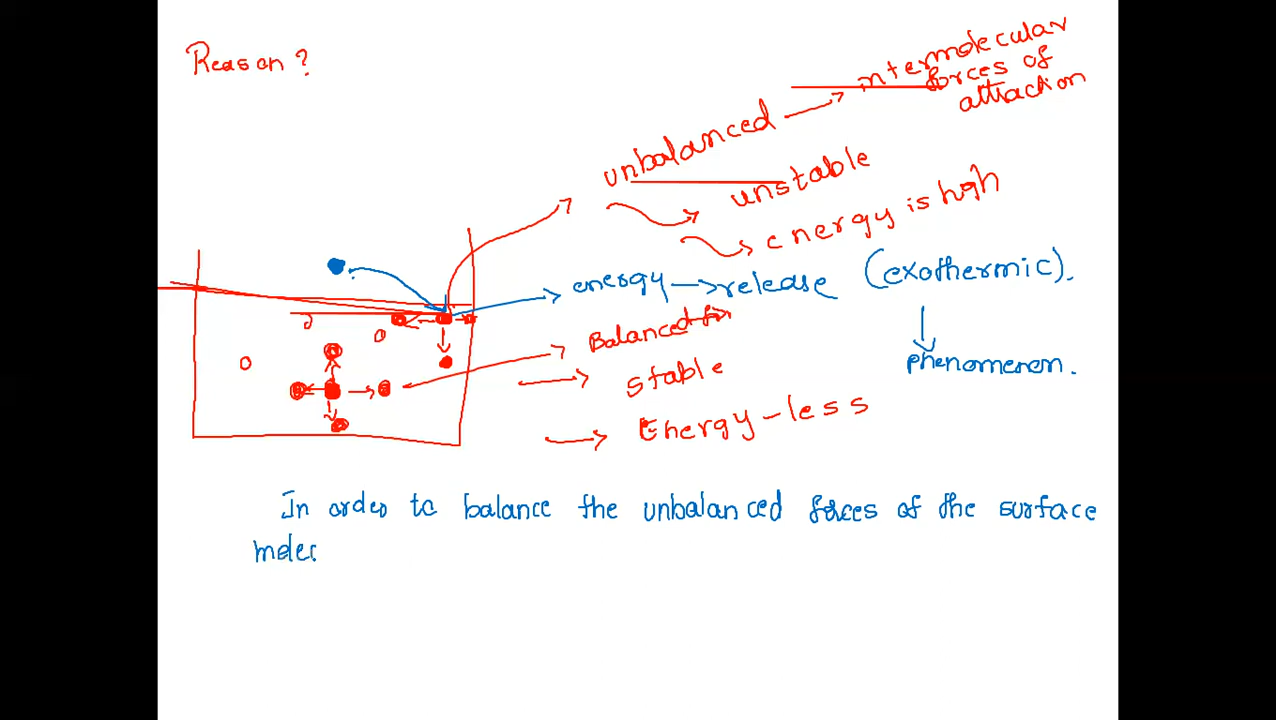 Reason?
unbalanced
intermolecular
forces of
attraction
unstable
energy is high
energy → release (exothermic).
phenomenon.
Balanced
stable
Energy - less
In order to balance the unbalanced forces of the surface
molec